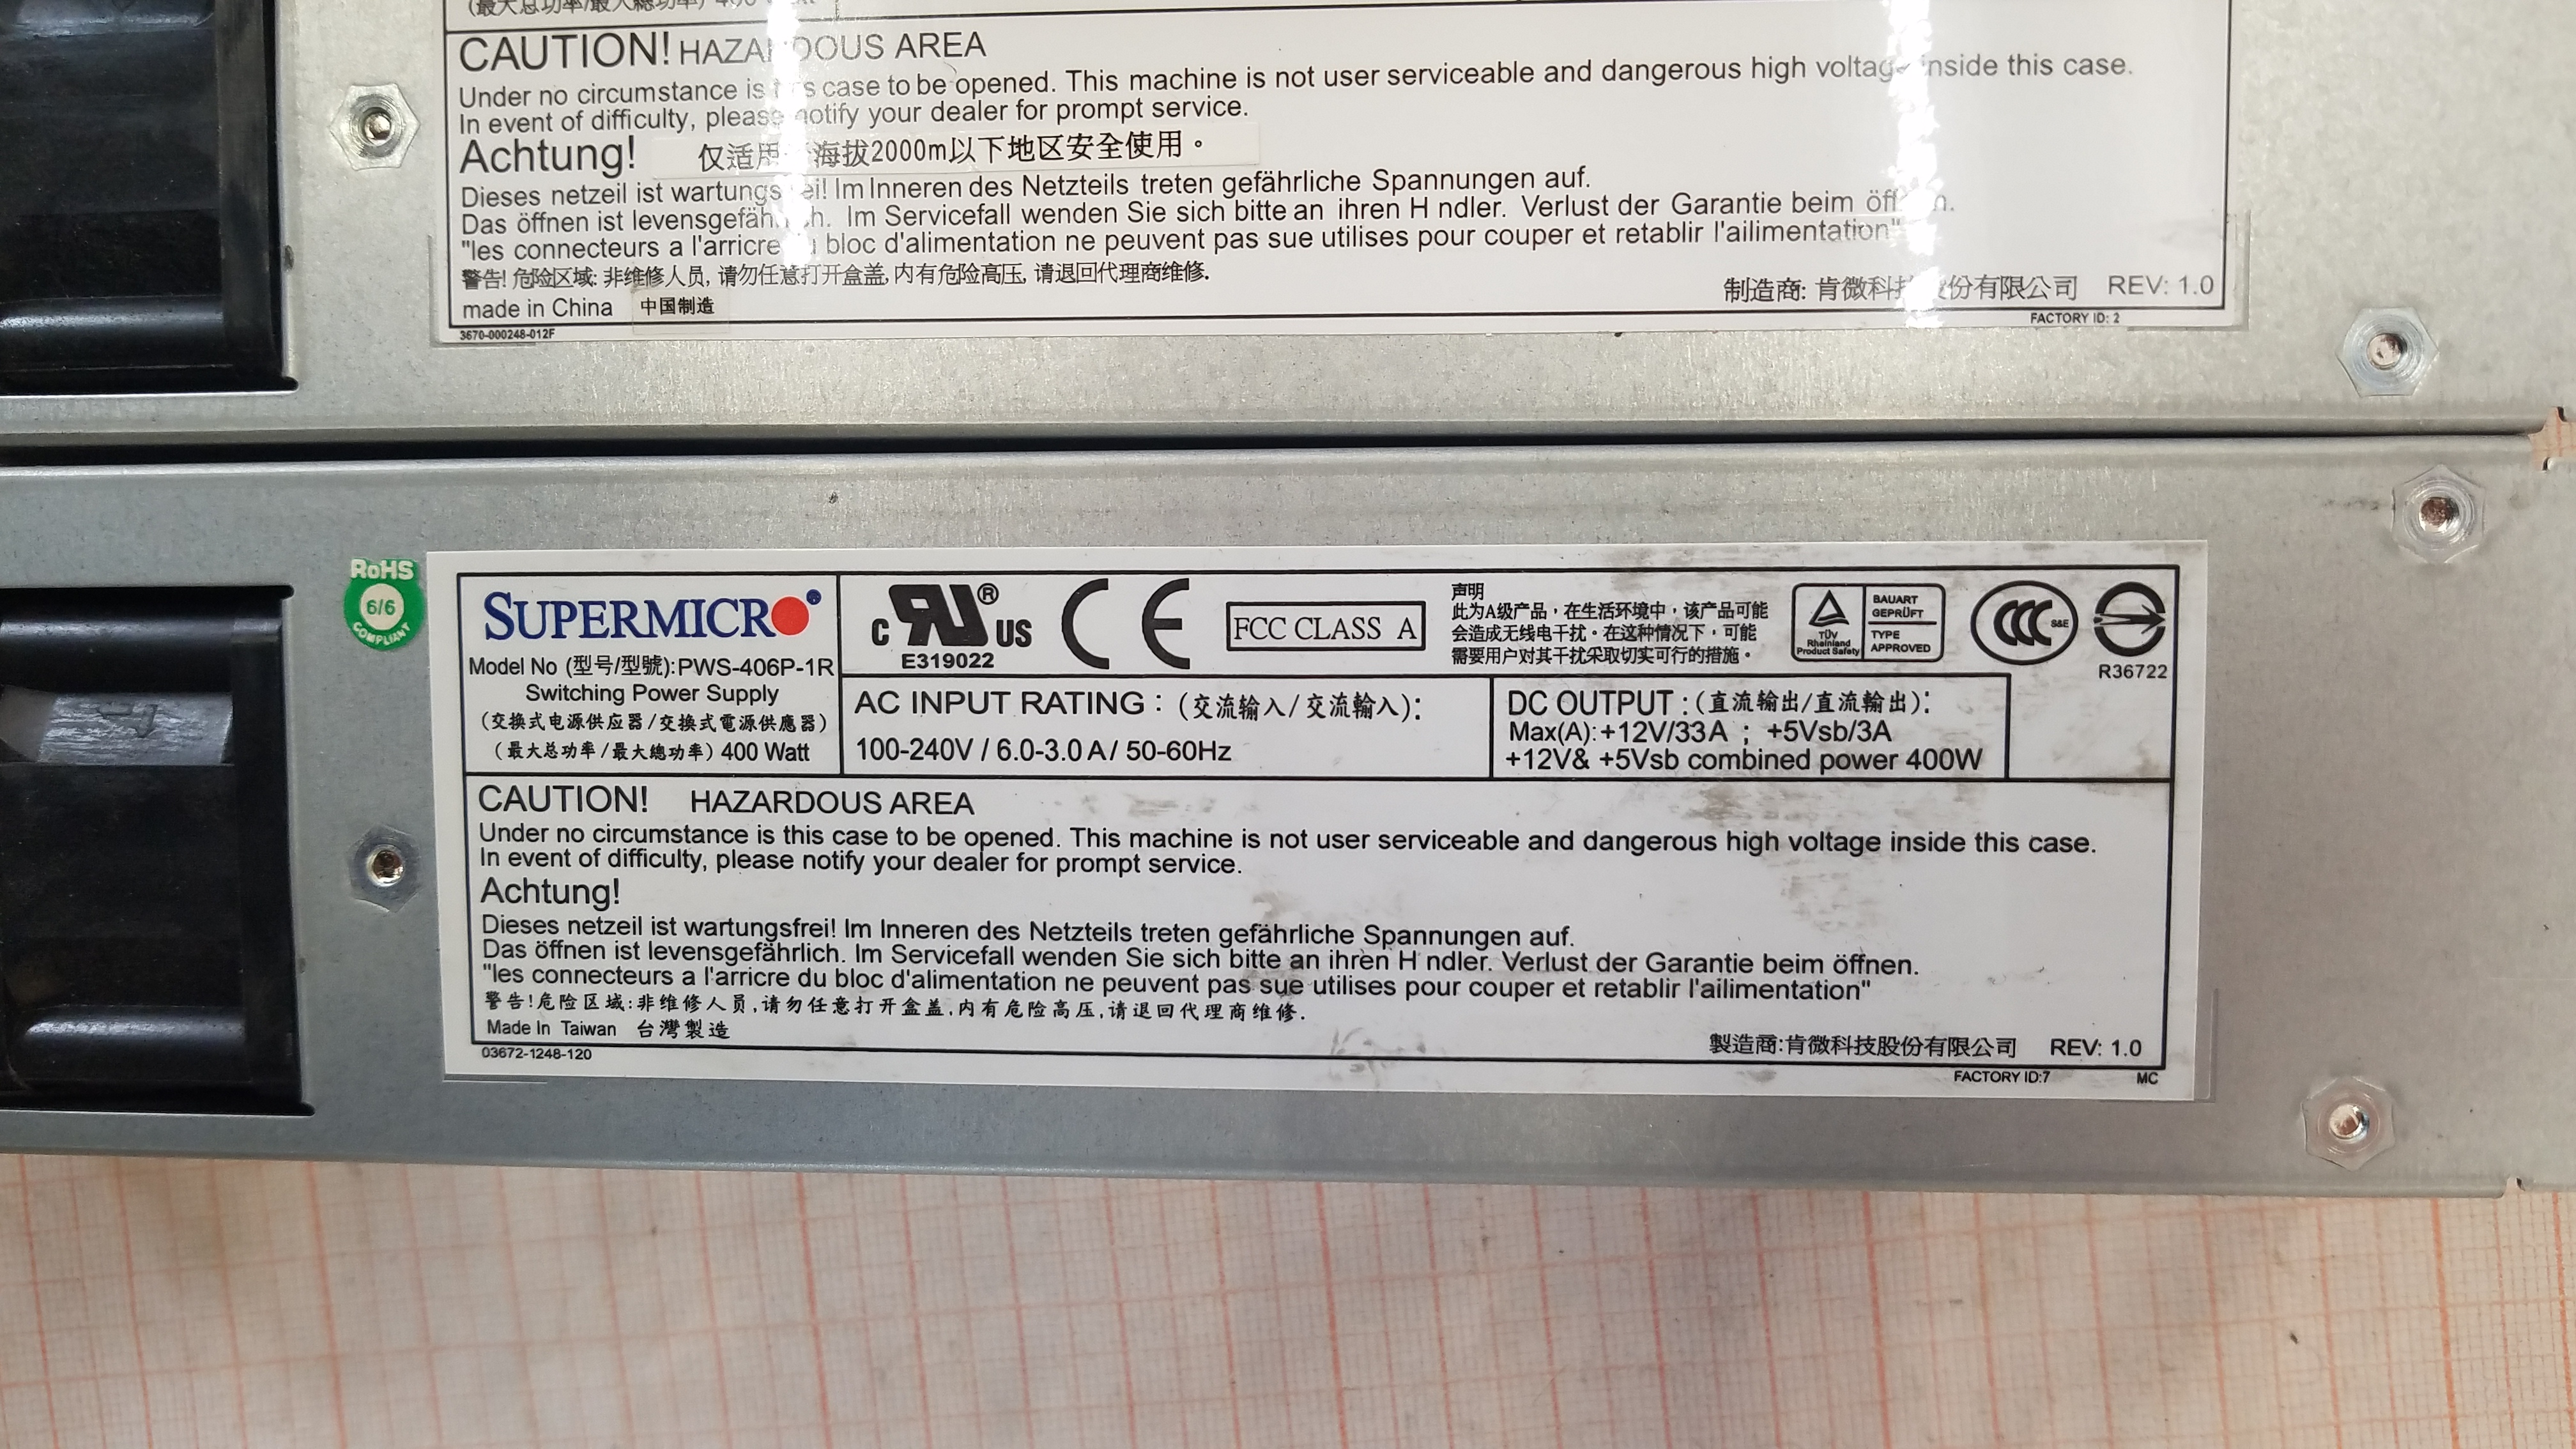 CAUTION! HAZARDOUS AREA
Under no circumstance is this case to be opened. This machine is not user serviceable and dangerous high voltage inside this case.
In event of difficulty, please notify your dealer for prompt service.
Achtung! 仅适用 海拔2000m以下地区安全使用。
Dieses netzeil ist wartungsfrei! Im Inneren des Netzteils treten gefährliche Spannungen auf.
Das öffnen ist levensgefährlich. Im Servicefall wenden Sie sich bitte an ihren H ndler. Verlust der Garantie beim öffnen.
"les connecteurs a l'arricre du bloc d'alimentation ne peuvent pas sue utilises pour couper et retablir l'ailimentation"
警告! 危险区域: 非维修人员, 请勿任意打开盒盖, 内有危险高压, 请退回代理商维修.
制造商: 肯微科技股份有限公司 REV: 1.0
made in China 中国制造
3670-000248-012F
FACTORY ID: 2
RoHS
6/6
COMPLIANT
SUPERMICRO
Model No (型号/型號):PWS-406P-1R
Switching Power Supply
(交换式电源供应器/交換式電源供應器)
(最大总功率/最大總功率) 400 Watt
C RU ® US
E319022
CE
FCC CLASS A
声明
此为A级产品，在生活环境中，该产品可能
会造成无线电干扰。在这种情况下，可能
需要用户对其干扰采取切实可行的措施。
TÜV
Rheinland
Product Safety
BAUART
GEPRÜFT
TYPE
APPROVED
CCC S&E
R36722
AC INPUT RATING : (交流输入/交流輸入):
100-240V / 6.0-3.0 A / 50-60Hz
DC OUTPUT : (直流输出/直流輸出):
Max(A): +12V/33A ; +5Vsb/3A
+12V& +5Vsb combined power 400W
CAUTION! HAZARDOUS AREA
Under no circumstance is this case to be opened. This machine is not user serviceable and dangerous high voltage inside this case.
In event of difficulty, please notify your dealer for prompt service.
Achtung!
Dieses netzeil ist wartungsfrei! Im Inneren des Netzteils treten gefährliche Spannungen auf.
Das öffnen ist levensgefährlich. Im Servicefall wenden Sie sich bitte an ihren H ndler. Verlust der Garantie beim öffnen.
"les connecteurs a l'arricre du bloc d'alimentation ne peuvent pas sue utilises pour couper et retablir l'ailimentation"
警告!危险区域:非维修人员,请勿任意打开盒盖,内有危险高压,请退回代理商维修.
Made In Taiwan 台灣製造
製造商:肯微科技股份有限公司 REV: 1.0
03672-1248-120
FACTORY ID:7 MC